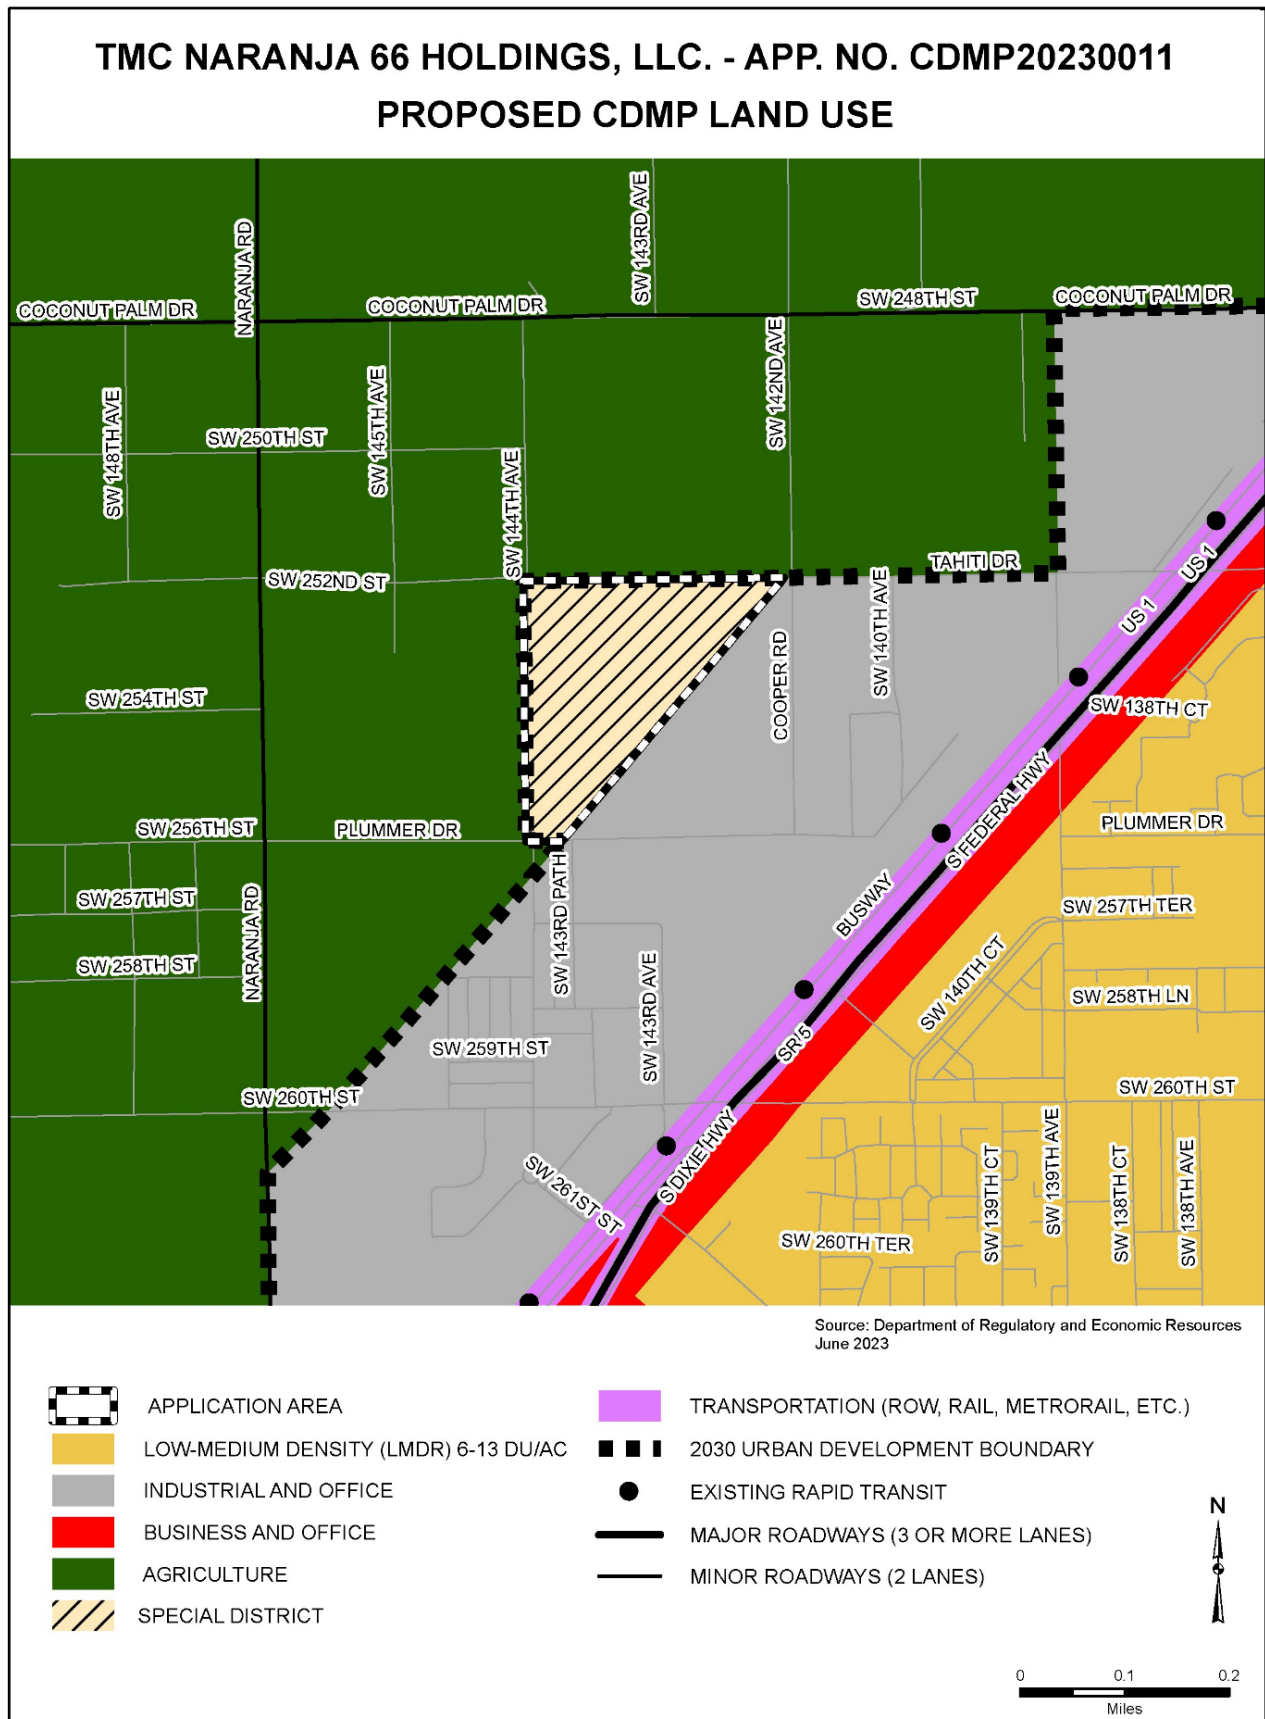 TMC NARANJA 66 HOLDINGS, LLC. - APP. NO. CDMP20230011
PROPOSED CDMP LAND USE
SW 143RD AVE
NARANJA RD
COCONUT PALM DR
COCONUT PALM DR
SW 248TH ST
COCONUT PALM DR
SW 148TH AVE
SW 145TH AVE
SW 142ND AVE
SW 250TH ST
SW 144TH AVE
SW 252ND ST
TAHITI DR
US 1
US 1
SW 140TH AVE
COOPER RD
SW 254TH ST
SW 138TH CT
S FEDERAL HWY
SW 256TH ST
PLUMMER DR
PLUMMER DR
SW 143RD PATH
BUSWAY
SW 257TH ST
SW 257TH TER
NARANJA RD
SW 258TH ST
SW 140TH CT
SW 258TH LN
SW 143RD AVE
SW 259TH ST
SR 5
SW 260TH ST
SW 260TH ST
S DIXIE HWY
SW 261ST ST
SW 139TH CT
SW 139TH AVE
SW 138TH CT
SW 138TH AVE
SW 260TH TER
Source: Department of Regulatory and Economic Resources
June 2023
APPLICATION AREA
LOW-MEDIUM DENSITY (LMDR) 6-13 DU/AC
INDUSTRIAL AND OFFICE
BUSINESS AND OFFICE
AGRICULTURE
SPECIAL DISTRICT
TRANSPORTATION (ROW, RAIL, METRORAIL, ETC.)
2030 URBAN DEVELOPMENT BOUNDARY
EXISTING RAPID TRANSIT
MAJOR ROADWAYS (3 OR MORE LANES)
MINOR ROADWAYS (2 LANES)
N
0 0.1 0.2
Miles